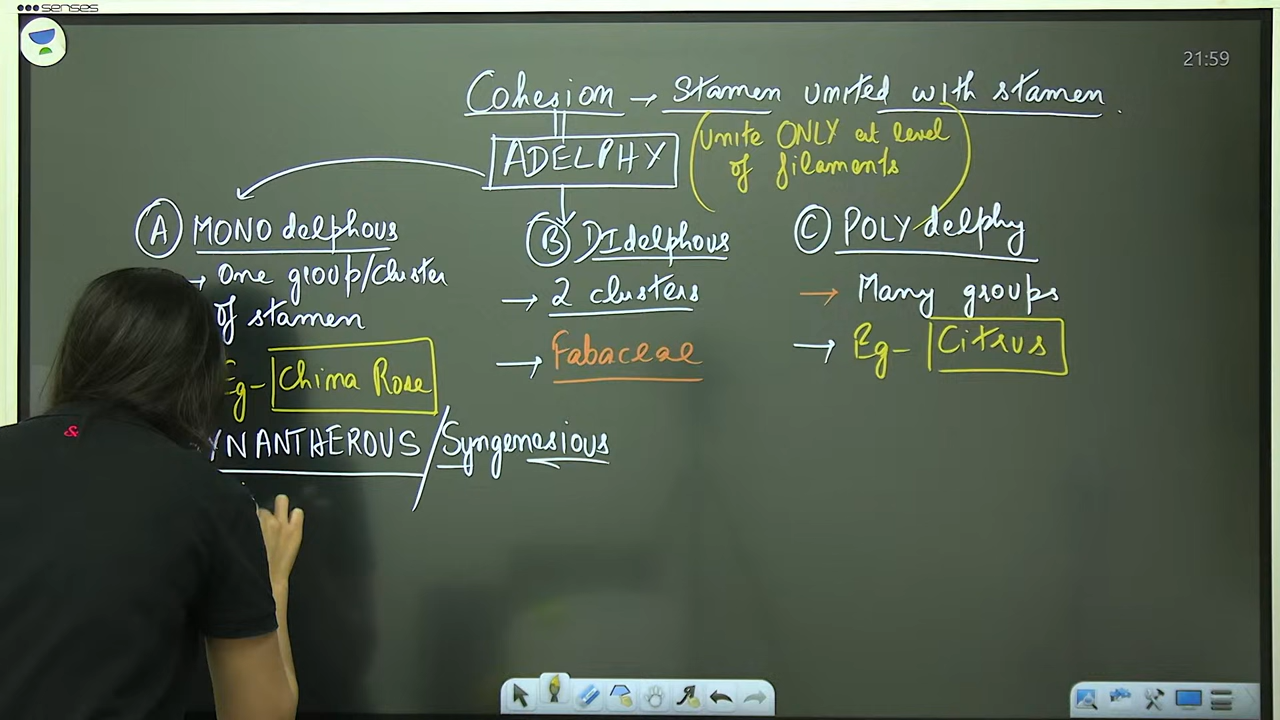 senses
21:59
Cohesion → Stamen united with stamen
ADELPHY
(unite ONLY at level
of filaments)
Ⓐ MONOdelphous
→ One group/cluster
of stamen
Eg- China Rose
Ⓑ DIdelphous
→ 2 clusters
→ Fabaceae
Ⓒ POLYdelphy
→ Many groups
→ Eg- Citrus
YNANTHEROUS / Syngenesious